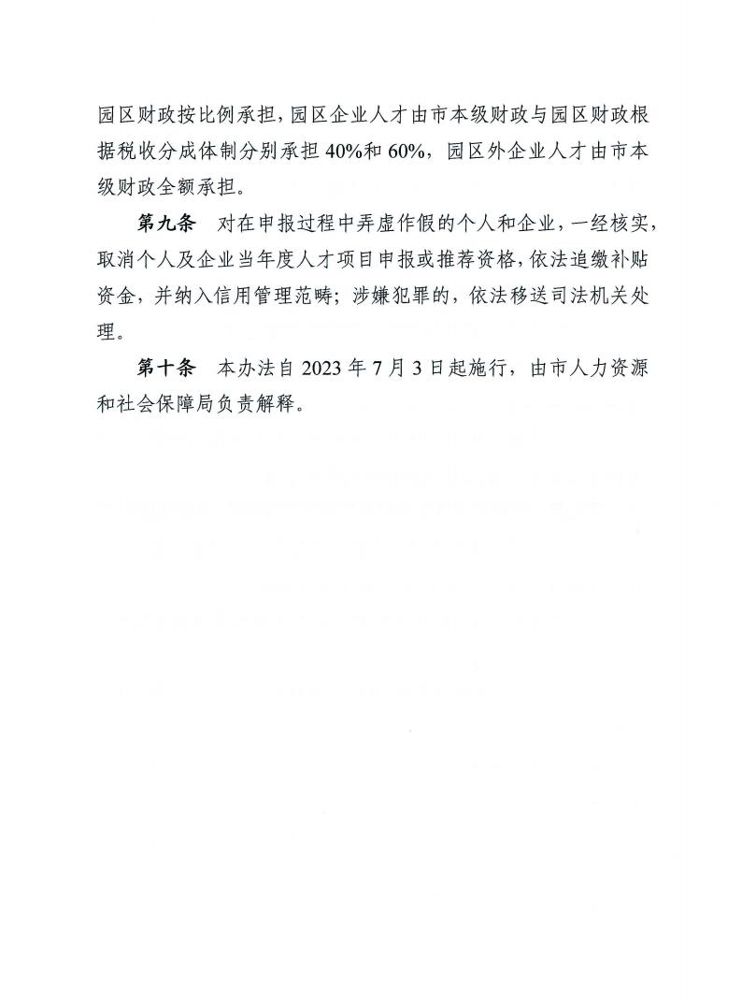 园区财政按比例承担，园区企业人才由市本级财政与园区财政根
据税收分成体制分别承担 40%和 60%，园区外企业人才由市本
级财政全额承担。
第九条 对在申报过程中弄虚作假的个人和企业，一经核实，
取消个人及企业当年度人才项目申报或推荐资格，依法追缴补贴
资金，并纳入信用管理范畴；涉嫌犯罪的，依法移送司法机关处
理。
第十条 本办法自 2023 年 7 月 3 日起施行，由市人力资源
和社会保障局负责解释。